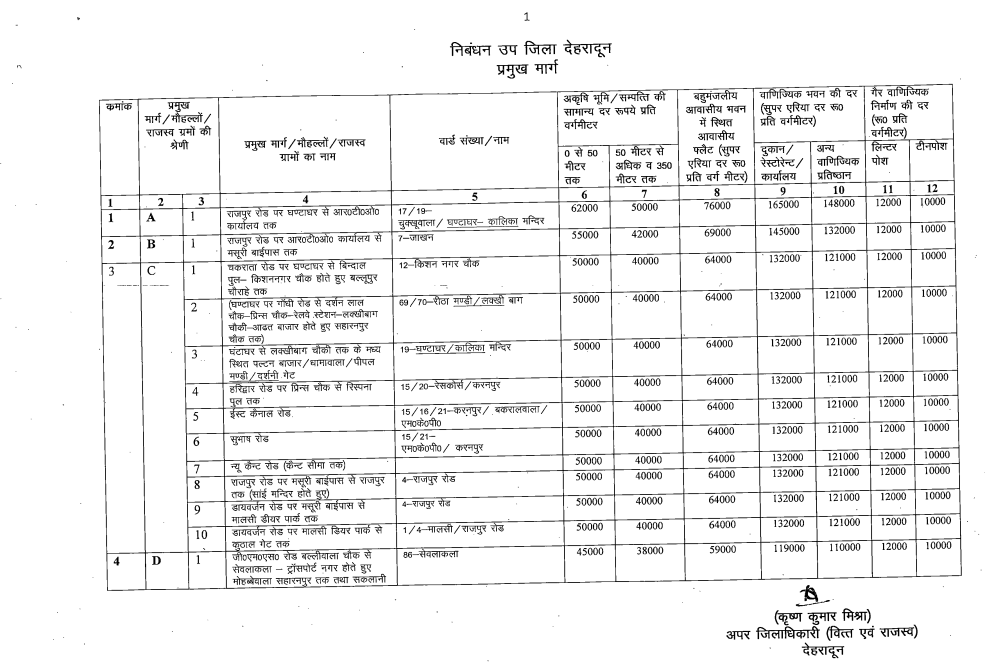 1
निबंधन उप जिला देहरादून
प्रमुख मार्ग
कमांक
प्रमुख मार्ग/मौहल्लों/ राजस्व ग्रमों की श्रेणी
प्रमुख मार्ग/मौहल्लों/राजस्व ग्रामों का नाम
वार्ड संख्या/नाम
अकृषि भूमि/सम्पत्ति की सामान्य दर रूपये प्रति वर्गमीटर
बहुमंजलीय आवासीय भवन में स्थित आवासीय फ्लैट (सुपर एरिया दर रू0 प्रति वर्ग मीटर)
वाणिज्यिक भवन की दर (सुपर एरिया दर रू0 प्रति वर्गमीटर)
गैर वाणिज्यिक निर्माण की दर (रू0 प्रति वर्गमीटर)
0 से 50 मीटर तक
50 मीटर से अधिक व 350 मीटर तक
दुकान/ रेस्टोरेन्ट/ कार्यालय
अन्य वाणिज्यिक प्रतिष्ठान
लिन्टर पोश
टीनपोश
1 2 3 4 5 6 7 8 9 10 11 12
1 A 1 राजपुर रोड पर घण्टाघर से आर0टी0ओ0 17/19– 62000 50000 76000 165000 148000 12000 10000
कार्यालय तक चुक्खूवाला/ घण्टाघर– कालिका मन्दिर
2 B 1 राजपुर रोड पर आर0टी0ओ0 कार्यालय से 7–जाखन 55000 42000 69000 145000 132000 12000 10000
मसूरी बाईपास तक
3 C 1 चकराता रोड पर घण्टाघर से बिन्दाल 12–किशन नगर चौक 50000 40000 64000 132000 121000 12000 10000
पुल– किशननगर चौक होते हुए बल्लूपुर
चौराहे तक
2 (घण्टाघर पर गाँधी रोड से दर्शन लाल 69/70–रीठा मण्डी/लक्खी बाग 50000 40000 64000 132000 121000 12000 10000
चौक–प्रिन्स चौक–रेलवे स्टेशन–लक्खीबाग
चौकी–आढत बाजार होते हुए सहारनपुर
चौक तक)
3 घंटाघर से लक्खीबाग चौकी तक के मध्य 19–घण्टाघर/कालिका मन्दिर 50000 40000 64000 132000 121000 12000 10000
स्थित पल्टन बाजार/धामावाला/पीपल
मण्डी/दर्शनी गेट
4 हरिद्वार रोड पर प्रिन्स चौक से रिस्पना 15/20–रेसकोर्स/करनपुर 50000 40000 64000 132000 121000 12000 10000
पुल तक
5 ईस्ट कैनाल रोड 15/16/21–करनपुर/ बकरालवाला/ 50000 40000 64000 132000 121000 12000 10000
एम0के0पी0
6 सुभाष रोड 15/21– 50000 40000 64000 132000 121000 12000 10000
एम0के0पी0/ करनपुर
7 न्यू कैन्ट रोड (कैन्ट सीमा तक) 50000 40000 64000 132000 121000 12000 10000
8 राजपुर रोड पर मसूरी बाईपास से राजपुर 4–राजपुर रोड 50000 40000 64000 132000 121000 12000 10000
तक (सांई मन्दिर होते हुए)
9 डायवर्जन रोड पर मसूरी बाईपास से 4–राजपुर रोड 50000 40000 64000 132000 121000 12000 10000
मालसी डीयर पार्क तक
10 डायवर्जन रोड पर मालसी डियर पार्क से 1/4–मालसी/राजपुर रोड 50000 40000 64000 132000 121000 12000 10000
कुठाल गेट तक
4 D 1 जी0एम0एस0 रोड बल्लीवाला चौक से 86–सेवलाकला 45000 38000 59000 119000 110000 12000 10000
सेवलाकला – ट्रॉसपोर्ट नगर होते हुए
मोहब्बेवाला सहारनपुर तक तथा सकलानी
(कृष्ण कुमार मिश्रा)
अपर जिलाधिकारी (वित्त एवं राजस्व)
देहरादून